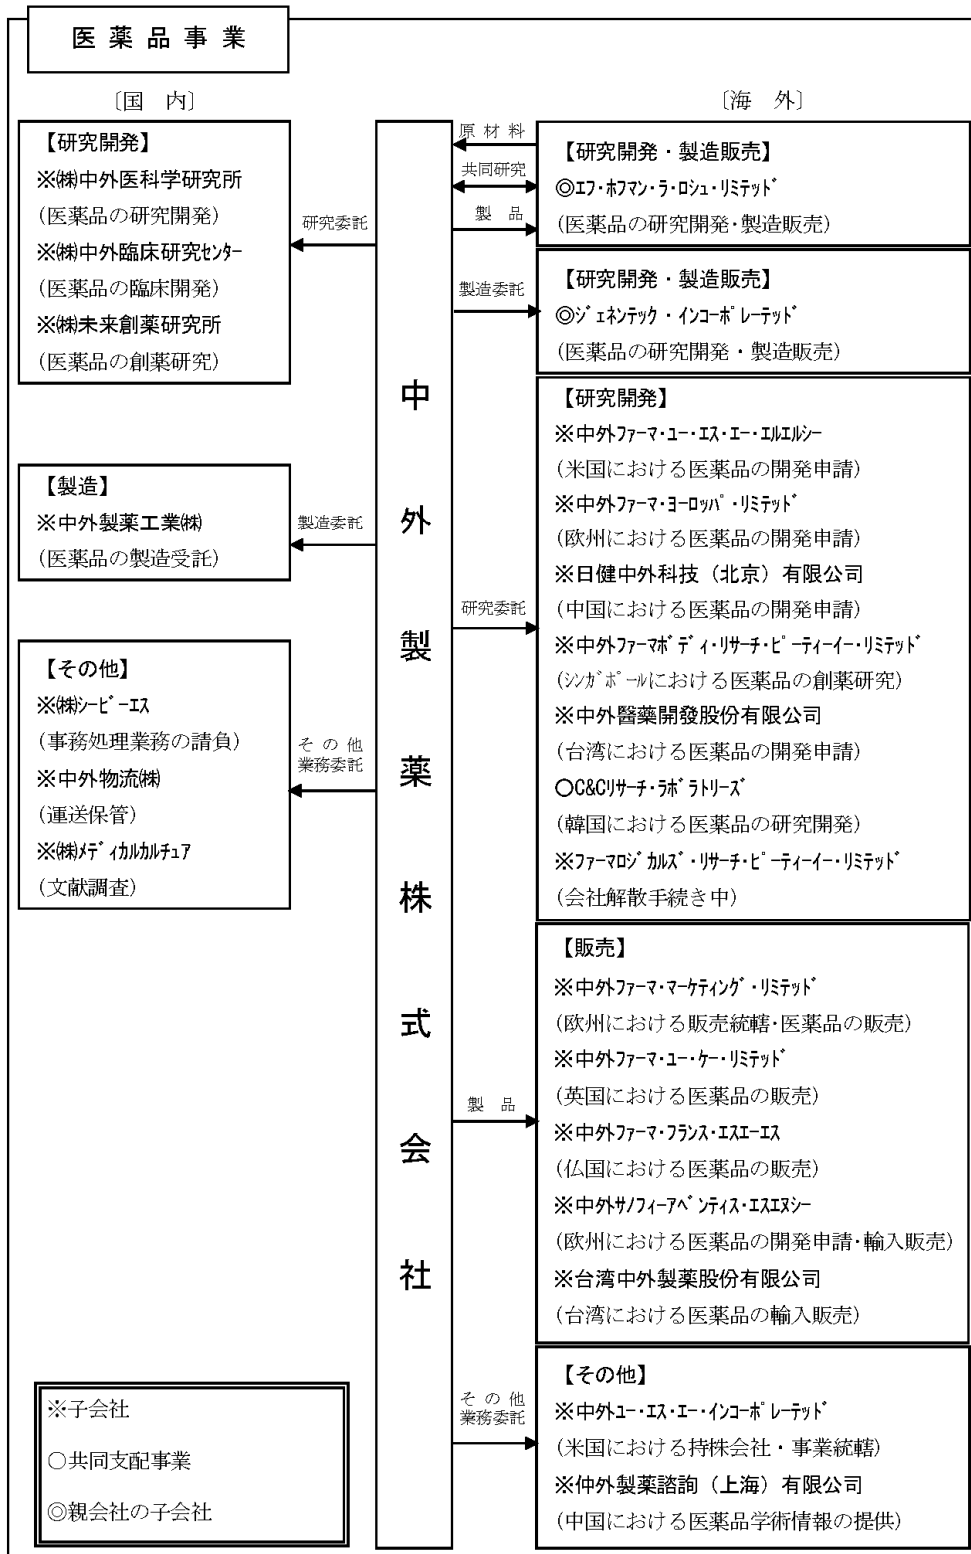 医薬品事業
〔国　内〕
【研究開発】
※㈱中外医科学研究所
(医薬品の研究開発)
※㈱中外臨床研究ｾﾝﾀｰ
(医薬品の臨床開発)
※㈱未来創薬研究所
(医薬品の創薬研究)
研究委託
【製造】
※中外製薬工業㈱
(医薬品の製造受託)
製造委託
【その他】
※㈱ｼｰﾋﾞｰｴｽ
(事務処理業務の請負)
※中外物流㈱
(運送保管)
※㈱ﾒﾃﾞｨｶﾙｶﾙﾁｭｱ
(文献調査)
その他
業務委託
※子会社
○共同支配事業
◎親会社の子会社
中外製薬株式会社
〔海　外〕
原材料
共同研究
製　品
【研究開発・製造販売】
◎ｴﾌ・ﾎﾌﾏﾝ・ﾗ・ﾛｼｭ・ﾘﾐﾃｯﾄﾞ
(医薬品の研究開発・製造販売)
製造委託
【研究開発・製造販売】
◎ｼﾞｪﾈﾝﾃｯｸ・ｲﾝｺｰﾎﾟﾚｰﾃｯﾄﾞ
(医薬品の研究開発・製造販売)
研究委託
【研究開発】
※中外ﾌｧｰﾏ・ﾕｰ・ｴｽ・ｴｰ・ｴﾙｴﾙｼｰ
(米国における医薬品の開発申請)
※中外ﾌｧｰﾏ・ﾖｰﾛｯﾊﾟ・ﾘﾐﾃｯﾄﾞ
(欧州における医薬品の開発申請)
※日健中外科技（北京）有限公司
(中国における医薬品の開発申請)
※中外ﾌｧｰﾏﾎﾞﾃﾞｨ・ﾘｻｰﾁ・ﾋﾟｰﾃｨｰｲｰ・ﾘﾐﾃｯﾄﾞ
(ｼﾝｶﾞﾎﾟｰﾙにおける医薬品の創薬研究)
※中外醫藥開發股份有限公司
(台湾における医薬品の開発申請)
○C&Cﾘｻｰﾁ・ﾗﾎﾞﾗﾄﾘｰｽﾞ
(韓国における医薬品の研究開発)
※ﾌｧｰﾏﾛｼﾞｶﾙｽﾞ・ﾘｻｰﾁ・ﾋﾟｰﾃｨｰｲｰ・ﾘﾐﾃｯﾄﾞ
(会社解散手続き中)
製　品
【販売】
※中外ﾌｧｰﾏ・ﾏｰｹﾃｨﾝｸﾞ・ﾘﾐﾃｯﾄﾞ
(欧州における販売統轄・医薬品の販売)
※中外ﾌｧｰﾏ・ﾕｰ・ｹｰ・ﾘﾐﾃｯﾄﾞ
(英国における医薬品の販売)
※中外ﾌｧｰﾏ・ﾌﾗﾝｽ・ｴｽｴｰｴｽ
(仏国における医薬品の販売)
※中外ｻﾉﾌｨｰｱﾍﾞﾝﾃｨｽ・ｴｽｴﾇｼｰ
(欧州における医薬品の開発申請・輸入販売)
※台湾中外製薬股份有限公司
(台湾における医薬品の輸入販売)
その他
業務委託
【その他】
※中外ﾕｰ・ｴｽ・ｴｰ・ｲﾝｺｰﾎﾟﾚｰﾃｯﾄﾞ
(米国における持株会社・事業統轄)
※仲外製薬諮詢（上海）有限公司
(中国における医薬品学術情報の提供)